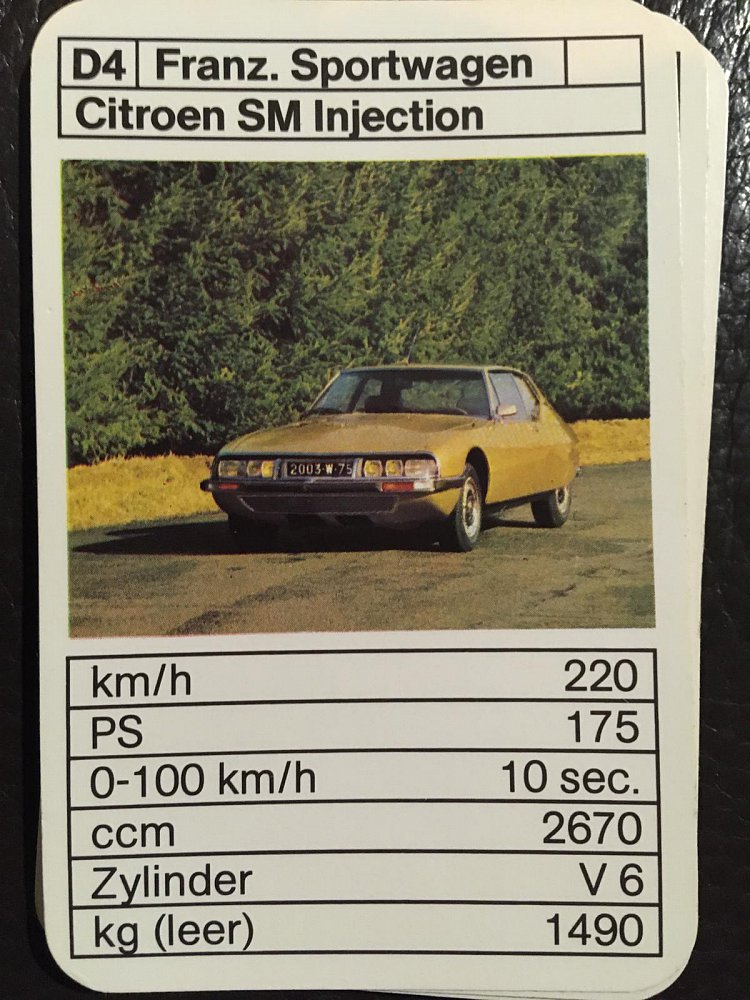 D4 Franz. Sportwagen
Citroen SM Injection
2003-W-75
km/h 220
PS 175
0-100 km/h 10 sec.
ccm 2670
Zylinder V 6
kg (leer) 1490